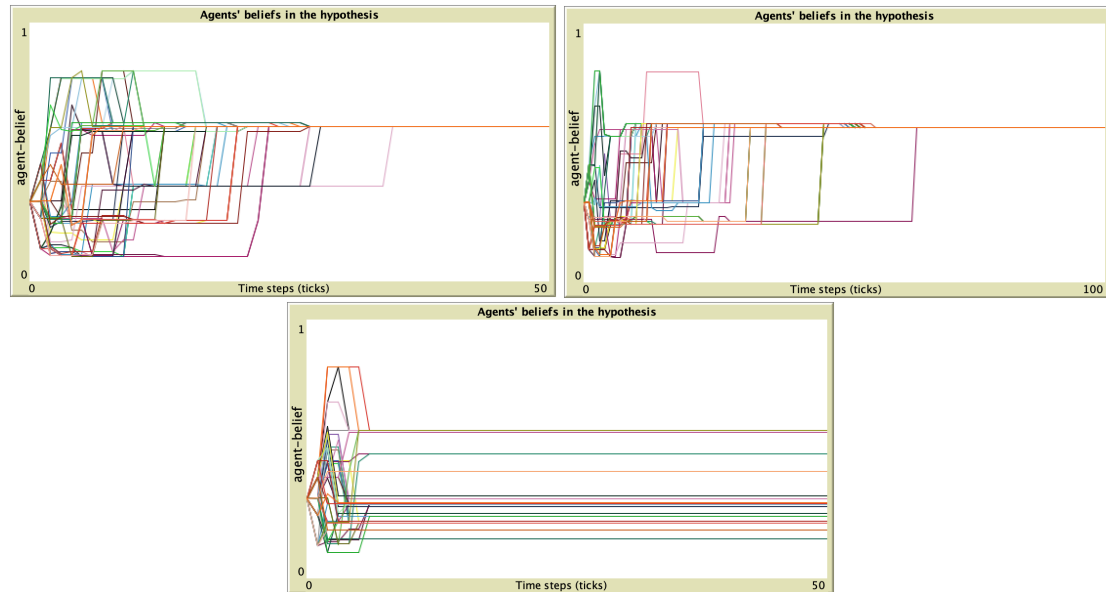 Agents' beliefs in the hypothesis
1
agent-belief
0
0
Time steps (ticks)
50
Agents' beliefs in the hypothesis
1
agent-belief
0
0
Time steps (ticks)
100
Agents' beliefs in the hypothesis
1
agent-belief
0
0
Time steps (ticks)
50